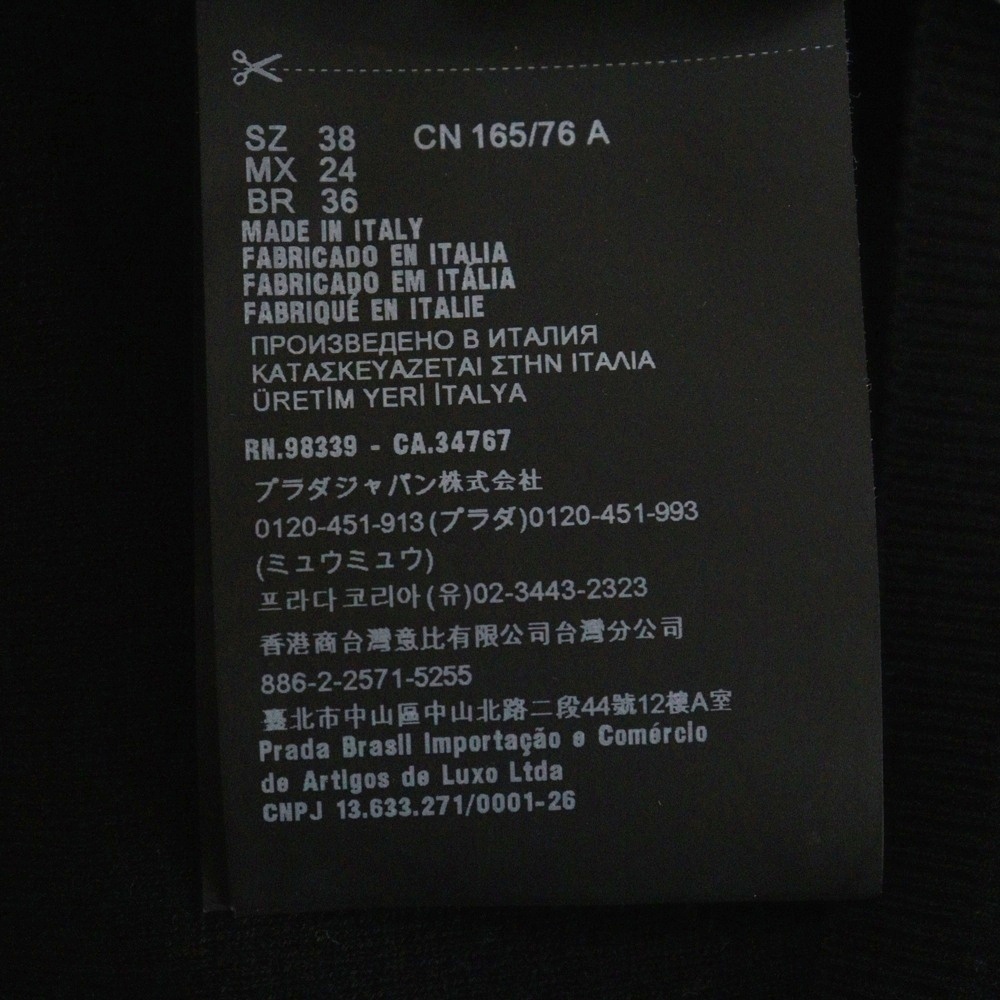 SZ 38 CN 165/76 A
MX 24
BR 36
MADE IN ITALY
FABRICADO EN ITALIA
FABRICADO EM ITÁLIA
FABRIQUÉ EN ITALIE
ПРОИЗВЕДЕНО В ИТАЛИЯ
ΚΑΤΑΣΚΕΥΑΖΕΤΑΙ ΣΤΗΝ ΙΤΑΛΙΑ
ÜRETİM YERİ İTALYA
RN.98339 - CA.34767
プラダジャパン株式会社
0120-451-913(プラダ)0120-451-993
(ミュウミュウ)
프라다코리아(유)02-3443-2323
香港商台灣意比有限公司台灣分公司
886-2-2571-5255
臺北市中山區中山北路二段44號12樓A室
Prada Brasil Importação e Comércio
de Artigos de Luxo Ltda
CNPJ 13.633.271/0001-26